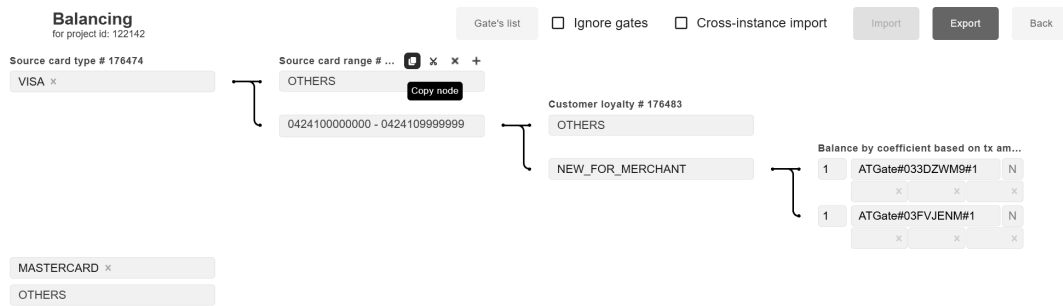 Balancing
for project id: 122142
Gate's list
Ignore gates
Cross-instance import
Import
Export
Back
Source card type # 176474
VISA ×
Source card range # ...
Copy node
OTHERS
0424100000000 - 0424109999999
Customer loyalty # 176483
OTHERS
NEW_FOR_MERCHANT
Balance by coefficient based on tx am...
1 ATGate#033DZWM9#1 N
× × ×
1 ATGate#03FVJENM#1 N
× × ×
MASTERCARD ×
OTHERS